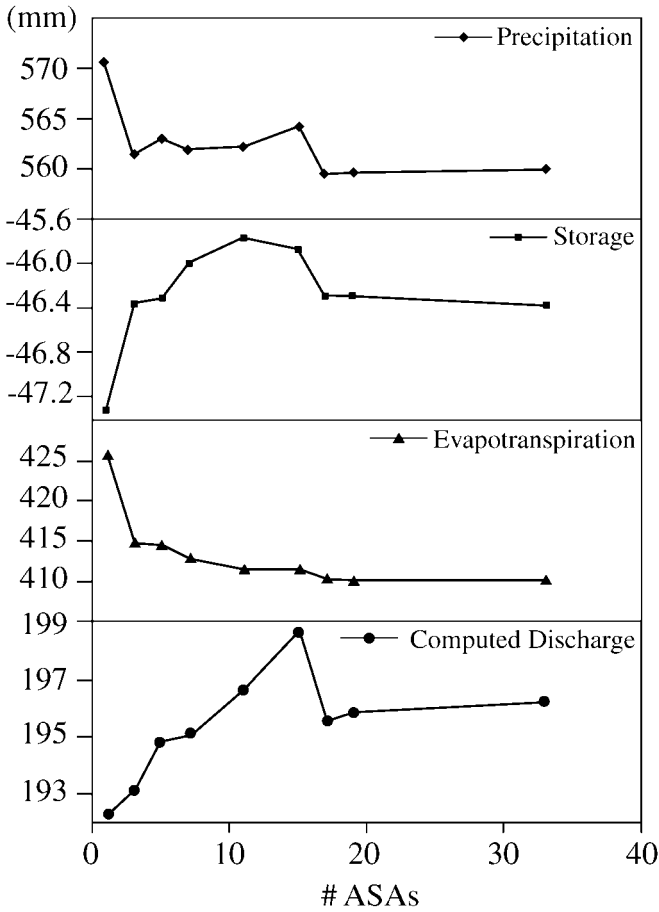 (mm)
Precipitation
570
565
560
-45.6
Storage
-46.0
-46.4
-46.8
-47.2
Evapotranspiration
425
420
415
410
199
Computed Discharge
197
195
193
0 10 20 30 40
# ASAs